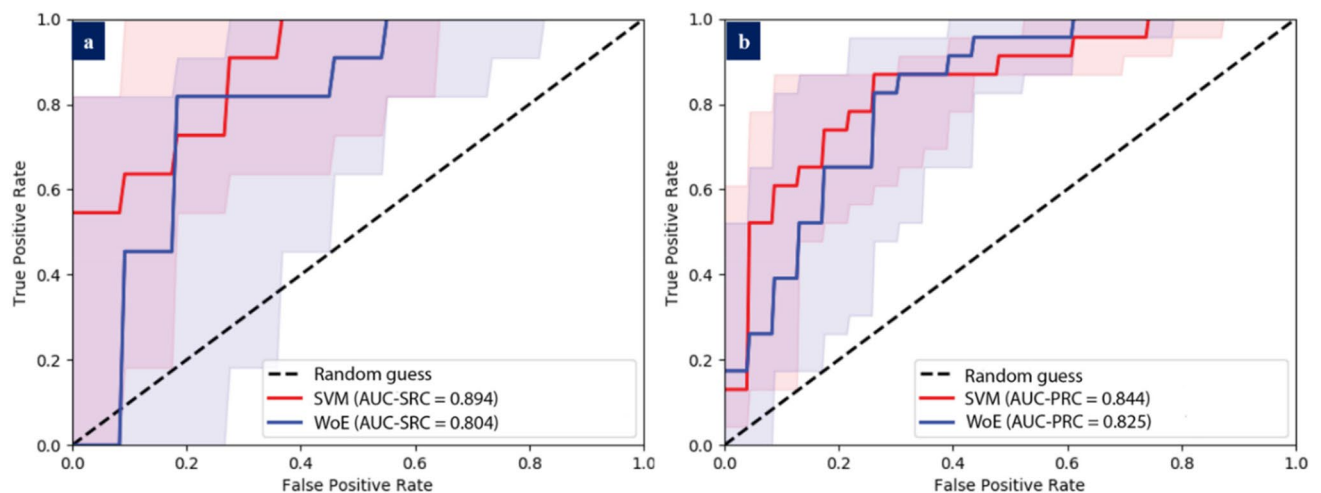 a
1.0
0.8
0.6
0.4
0.2
0.0
True Positive Rate
Random guess
SVM (AUC-SRC = 0.894)
WoE (AUC-SRC = 0.804)
0.0 0.2 0.4 0.6 0.8 1.0
False Positive Rate
b
1.0
0.8
0.6
0.4
0.2
0.0
True Positive Rate
Random guess
SVM (AUC-PRC = 0.844)
WoE (AUC-PRC = 0.825)
0.0 0.2 0.4 0.6 0.8 1.0
False Positive Rate